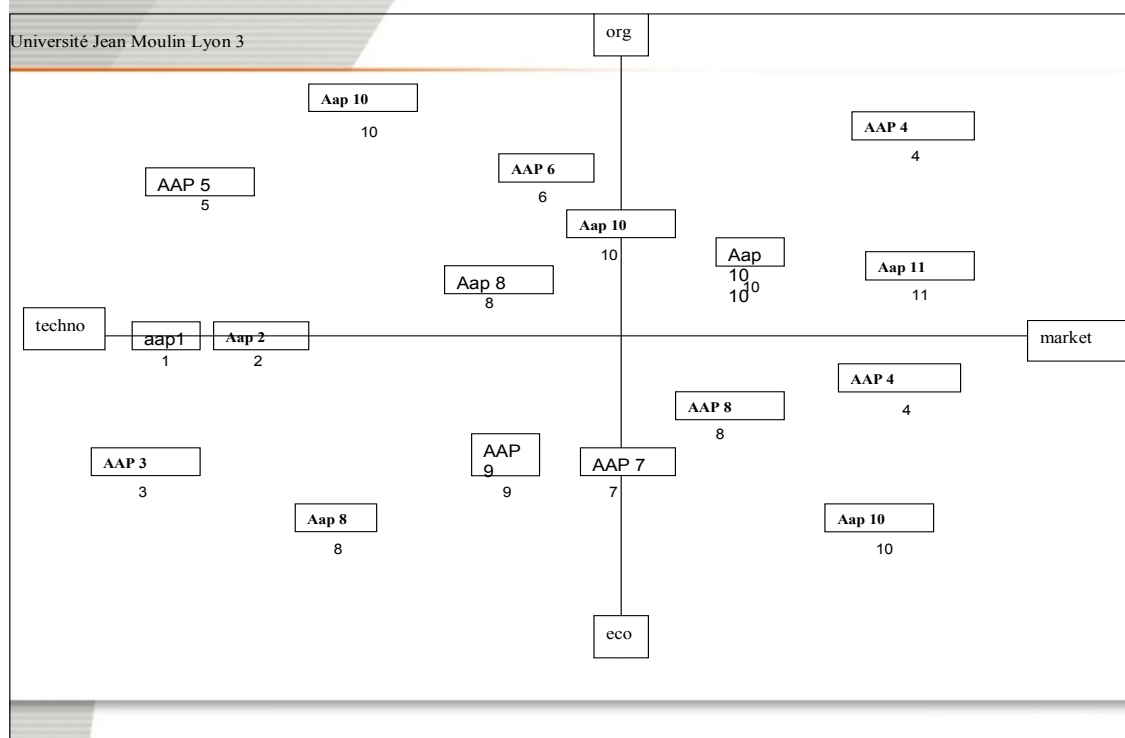 Université Jean Moulin Lyon 3
org
Aap 10
10
AAP 4
4
AAP 6
6
AAP 5
5
Aap 10
10
Aap
10
10
10
Aap 11
11
Aap 8
8
techno
aap1
1
Aap 2
2
market
AAP 4
4
AAP 8
8
AAP
9
9
AAP 7
7
AAP 3
3
Aap 8
8
Aap 10
10
eco